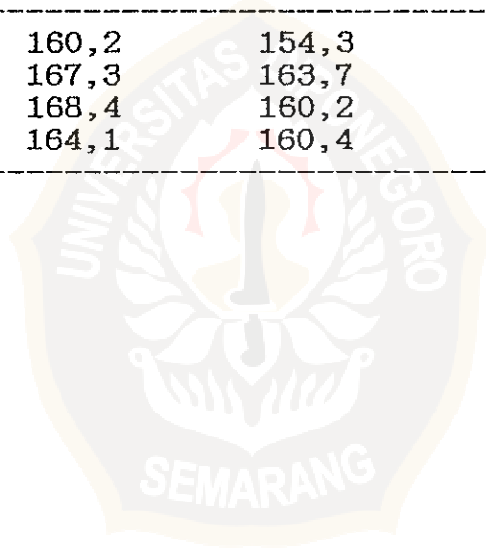 160,2 154,3
167,3 163,7
168,4 160,2
164,1 160,4
UNIVERSITAS DIPONEGORO
SEMARANG